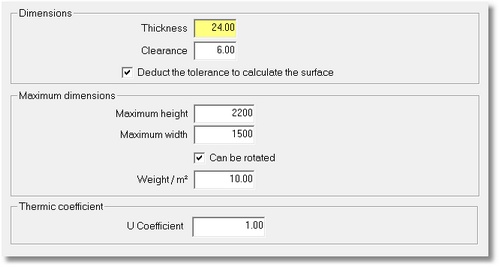 Dimensions
Thickness 24.00
Clearance 6.00
Deduct the tolerance to calculate the surface
Maximum dimensions
Maximum height 2200
Maximum width 1500
Can be rotated
Weight / m² 10.00
Thermic coefficient
U Coefficient 1.00